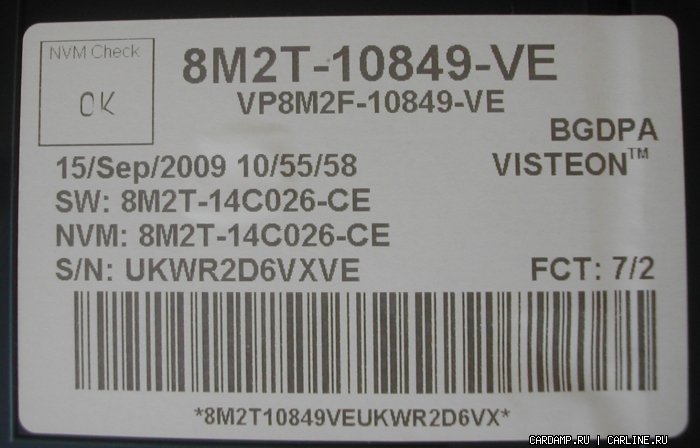 NVM Check
OK
8M2T-10849-VE
VP8M2F-10849-VE
BGDPA
15/Sep/2009 10/55/58
VISTEON™
SW: 8M2T-14C026-CE
NVM: 8M2T-14C026-CE
S/N: UKWR2D6VXVE
FCT: 7/2
*8M2T10849VEUKWR2D6VX*
CARDAMP.RU | CARLINE.RU